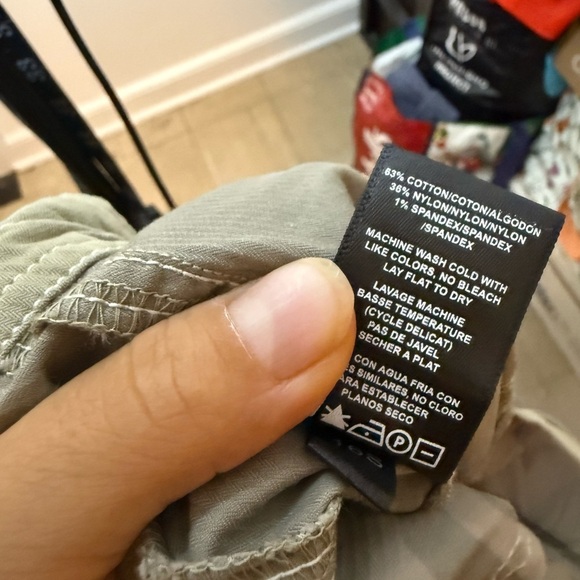 63% COTTON/COTON/ALGODON
36% NYLON/NYLON/NYLON
1% SPANDEX/SPANDEX
/SPANDEX
MACHINE WASH COLD WITH
LIKE COLORS, NO BLEACH
LAY FLAT TO DRY
LAVAGE MACHINE
BASSE TEMPERATURE
(CYCLE DELICAT)
PAS DE JAVEL
SECHER A PLAT
CON AGUA FRIA CON
SIMILARES, NO CLORO
ESTABLECER
PLANOS SECO
P